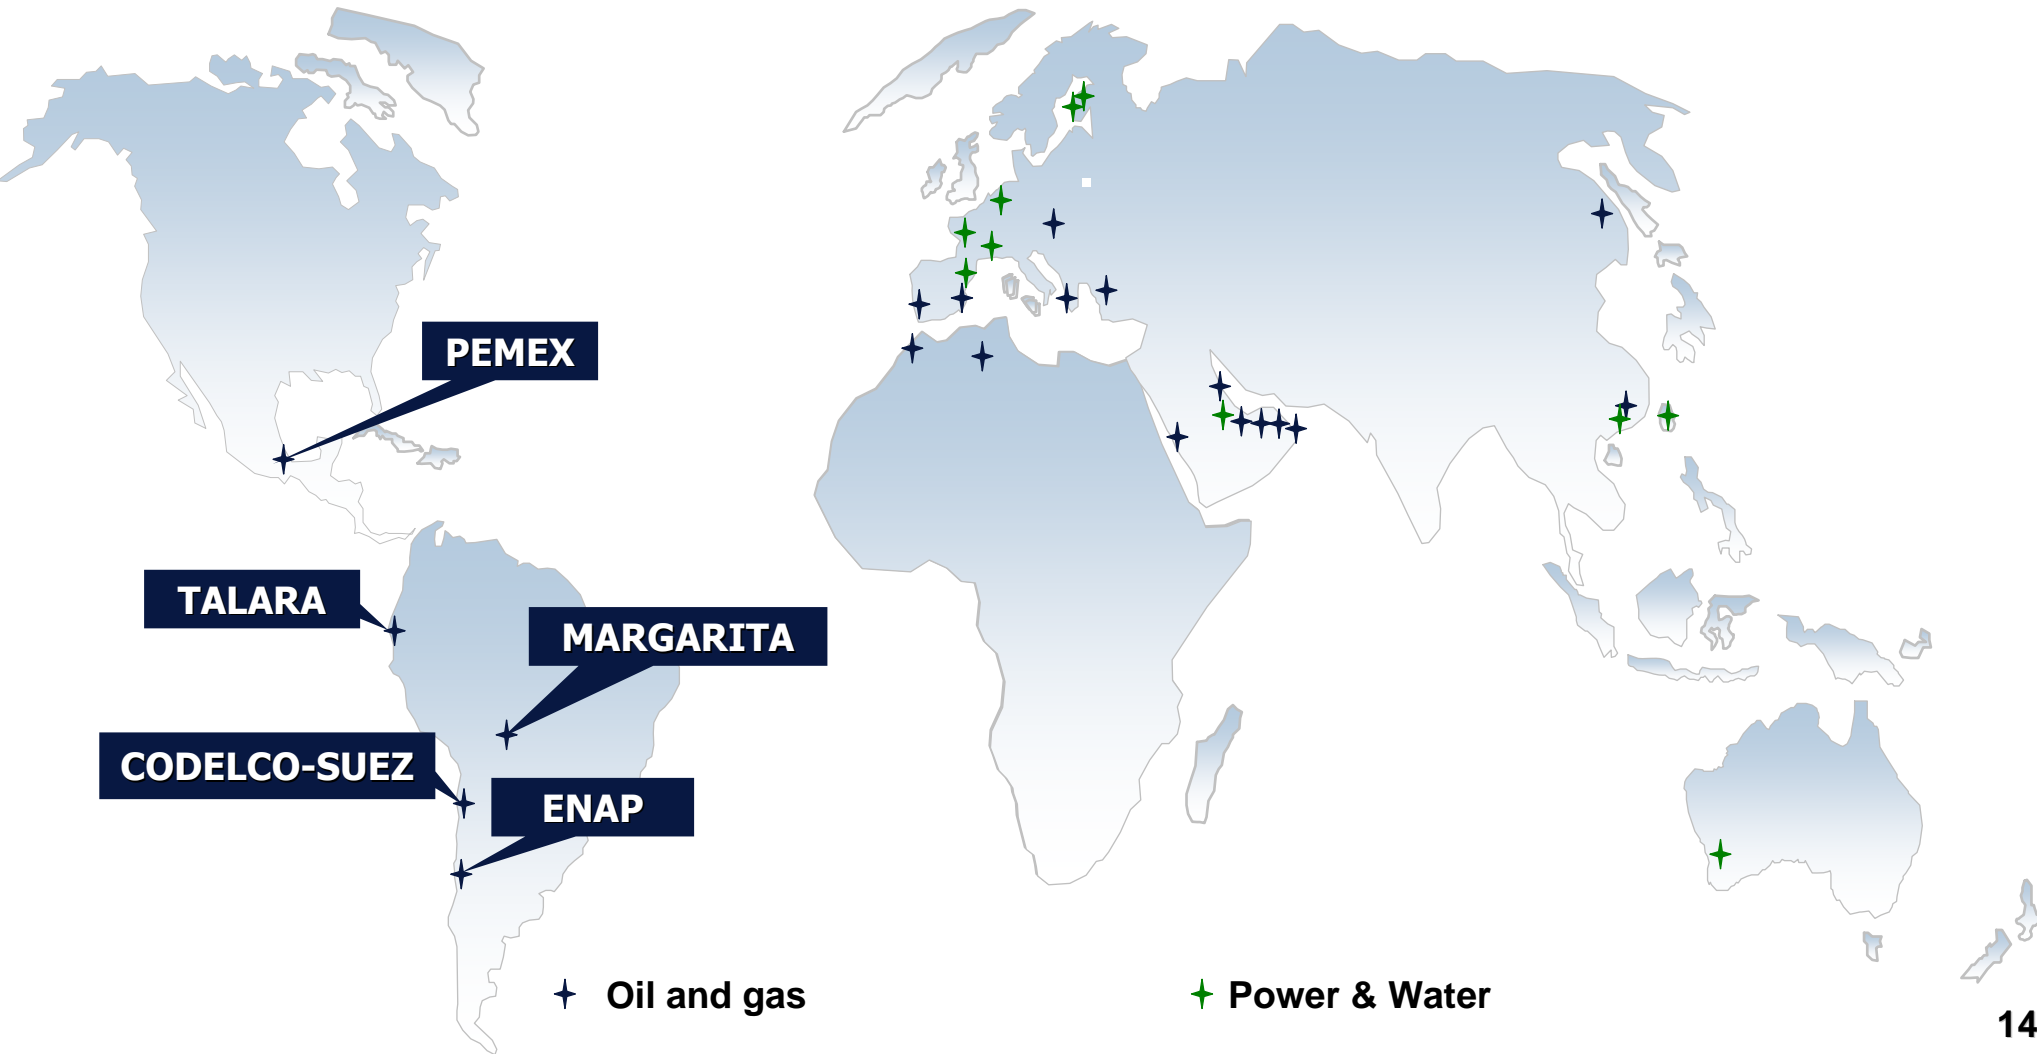 PEMEX
TALARA
MARGARITA
CODELCO-SUEZ
ENAP
Oil and gas
Power & Water
14